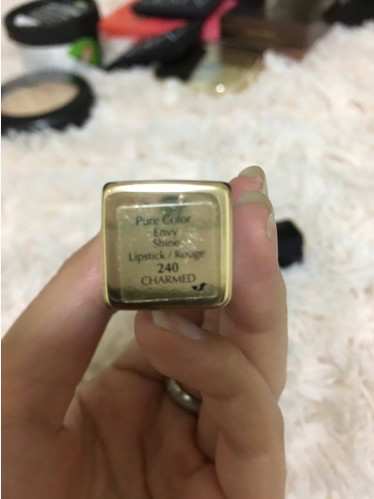 Pure Color
Envy
Shine
Lipstick / Rouge
240
CHARMED